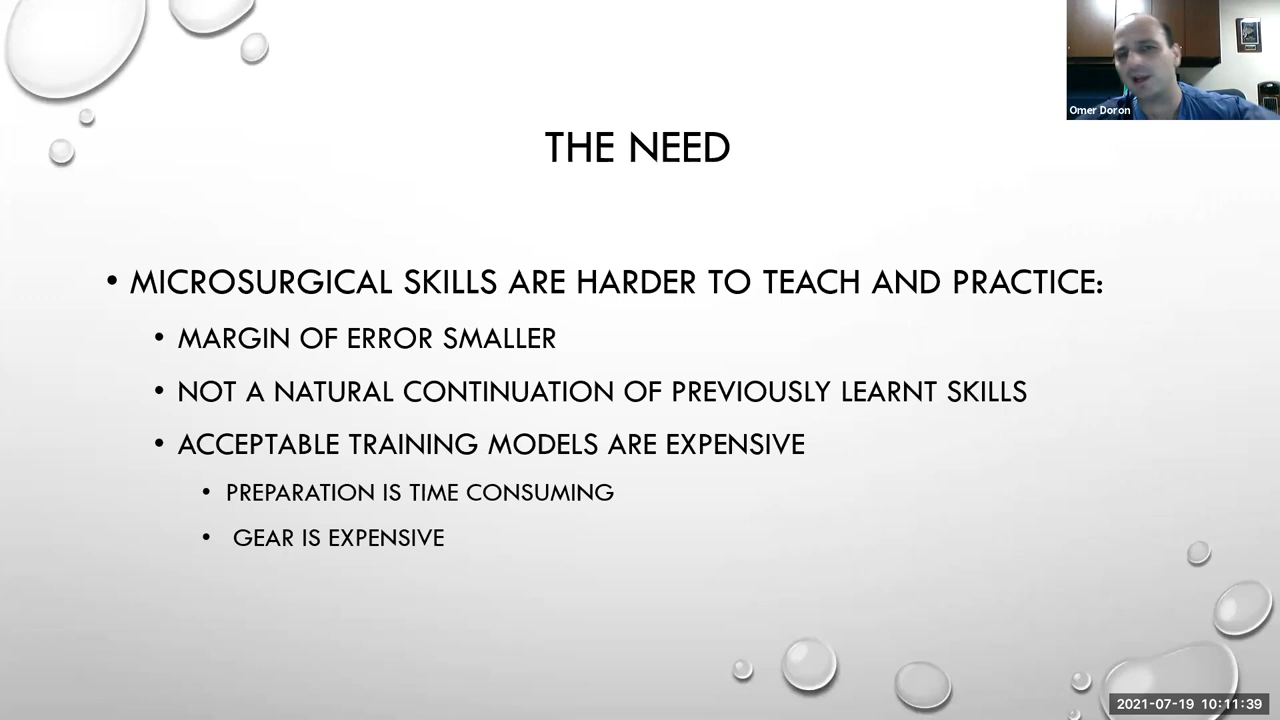 Omer Doron
THE NEED
• MICROSURGICAL SKILLS ARE HARDER TO TEACH AND PRACTICE:
• MARGIN OF ERROR SMALLER
• NOT A NATURAL CONTINUATION OF PREVIOUSLY LEARNT SKILLS
• ACCEPTABLE TRAINING MODELS ARE EXPENSIVE
• PREPARATION IS TIME CONSUMING
• GEAR IS EXPENSIVE
2021-07-19 10:11:39